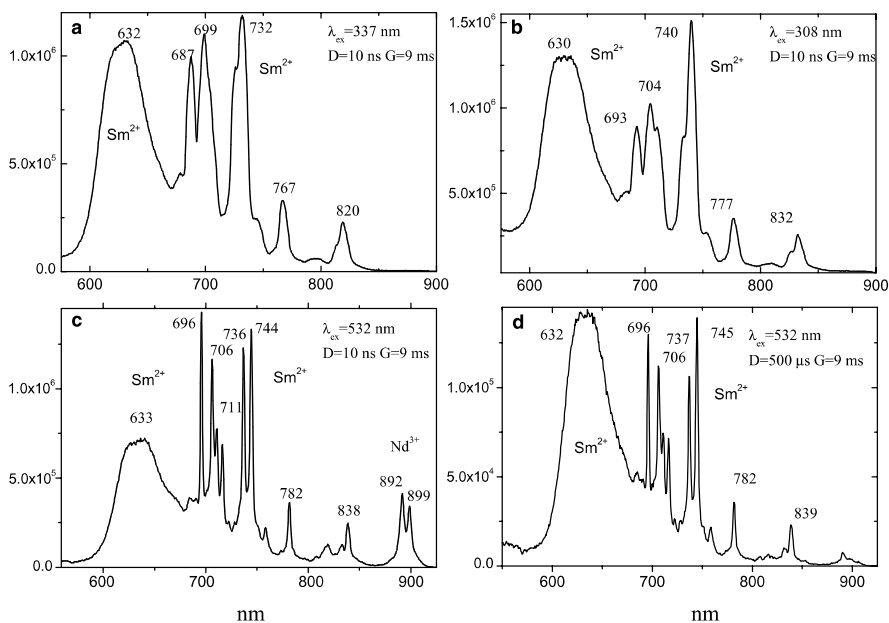 a
632
687
699
732
λex=337 nm
D=10 ns G=9 ms
Sm2+
Sm2+
767
820
1.0x10^6
5.0x10^5
0.0
600
700
800
900
b
630
740
λex=308 nm
D=10 ns G=9 ms
Sm2+
Sm2+
704
693
777
832
1.5x10^6
1.0x10^6
5.0x10^5
600
700
800
900
c
696
736
744
λex=532 nm
D=10 ns G=9 ms
706
Sm2+
Sm2+
711
633
Nd3+
782
838
892
899
1.0x10^6
5.0x10^5
0.0
600
700
800
900
nm
d
632
696
737
745
λex=532 nm
D=500 μs G=9 ms
706
Sm2+
Sm2+
782
839
1.0x10^5
5.0x10^4
0.0
600
700
800
900
nm